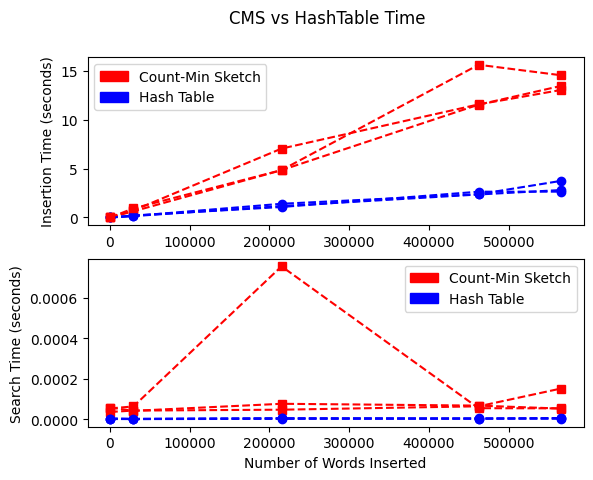 CMS vs HashTable Time
Insertion Time (seconds)
15
10
5
0
Count-Min Sketch
Hash Table
0 100000 200000 300000 400000 500000
Search Time (seconds)
0.0006
0.0004
0.0002
0.0000
Count-Min Sketch
Hash Table
0 100000 200000 300000 400000 500000
Number of Words Inserted